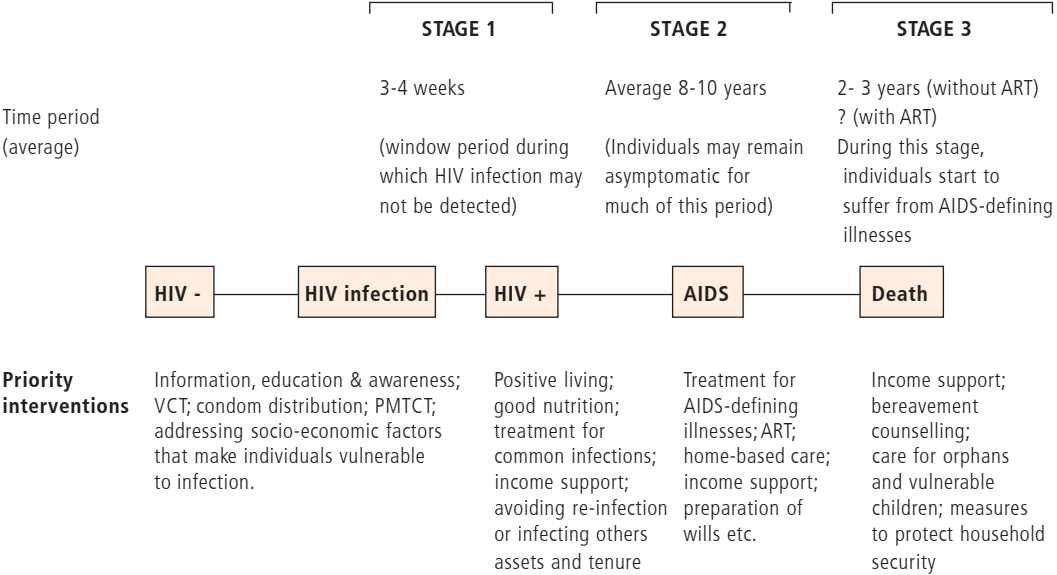 STAGE 1
STAGE 2
STAGE 3
Time period
(average)
3-4 weeks
(window period during
which HIV infection may
not be detected)
Average 8-10 years
(Individuals may remain
asymptomatic for
much of this period)
2- 3 years (without ART)
? (with ART)
During this stage,
individuals start to
suffer from AIDS-defining
illnesses
HIV -
HIV infection
HIV +
AIDS
Death
Priority
interventions
Information, education & awareness;
VCT; condom distribution; PMTCT;
addressing socio-economic factors
that make individuals vulnerable
to infection.
Positive living;
good nutrition;
treatment for
common infections;
income support;
avoiding re-infection
or infecting others
assets and tenure
Treatment for
AIDS-defining
illnesses; ART;
home-based care;
income support;
preparation of
wills etc.
Income support;
bereavement
counselling;
care for orphans
and vulnerable
children; measures
to protect household
security